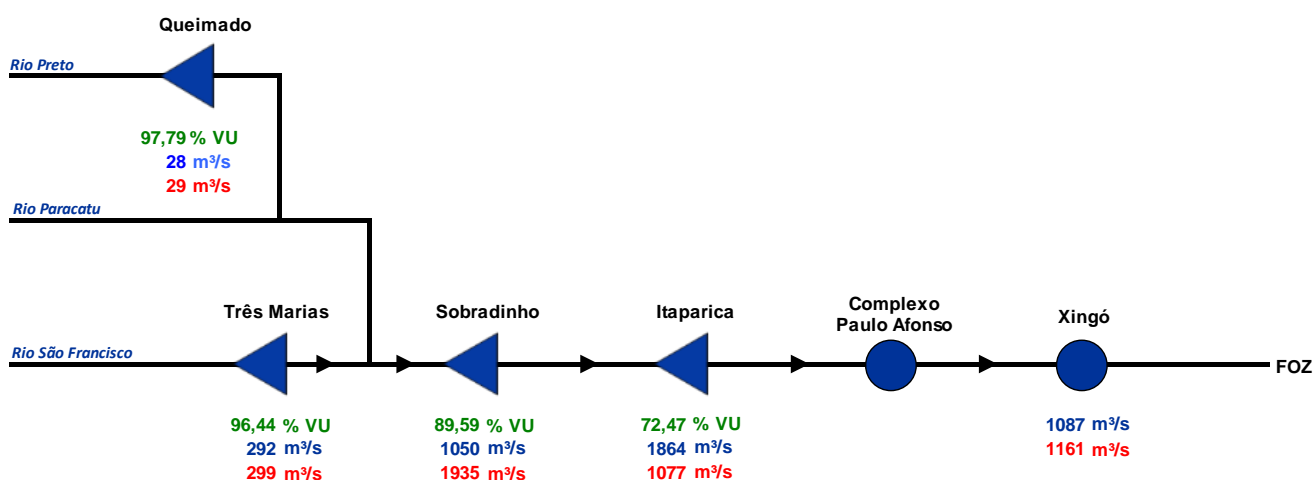 Queimado
Rio Preto
97,79 % VU
28 m³/s
29 m³/s
Rio Paracatu
Três Marias
Sobradinho
Itaparica
Complexo
Paulo Afonso
Xingó
Rio São Francisco
FOZ
96,44 % VU
292 m³/s
299 m³/s
89,59 % VU
1050 m³/s
1935 m³/s
72,47 % VU
1864 m³/s
1077 m³/s
1087 m³/s
1161 m³/s